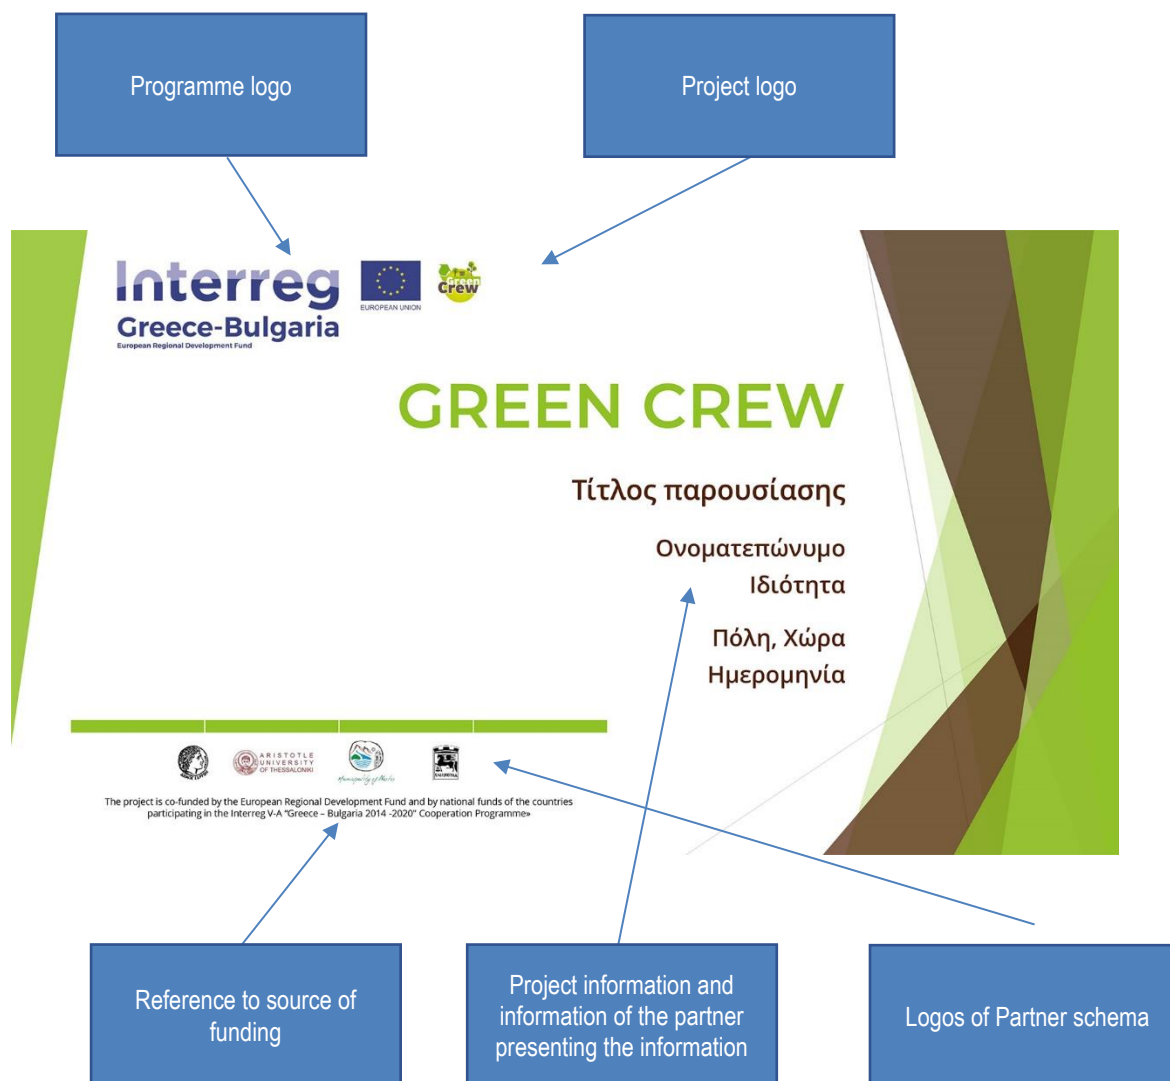 Programme logo
Project logo
Interreg
Greece-Bulgaria
European Regional Development Fund
EUROPEAN UNION
Green
Crew
GREEN CREW
Τίτλος παρουσίασης
Ονοματεπώνυμο
Ιδιότητα
Πόλη, Χώρα
Ημερομηνία
ARISTOTLE
UNIVERSITY
OF THESSALONIKI
The project is co-funded by the European Regional Development Fund and by national funds of the countries
participating in the Interreg V-A “Greece – Bulgaria 2014 -2020” Cooperation Programme»
Reference to source of
funding
Project information and
information of the partner
presenting the information
Logos of Partner schema